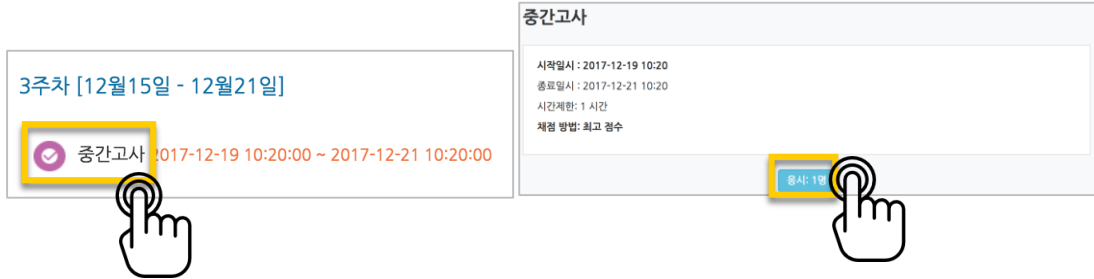 3주차 [12월15일 - 12월21일]
중간고사 2017-12-19 10:20:00 ~ 2017-12-21 10:20:00
중간고사
시작일시 : 2017-12-19 10:20
종료일시 : 2017-12-21 10:20
시간제한: 1 시간
채점 방법: 최고 점수
응시: 1명